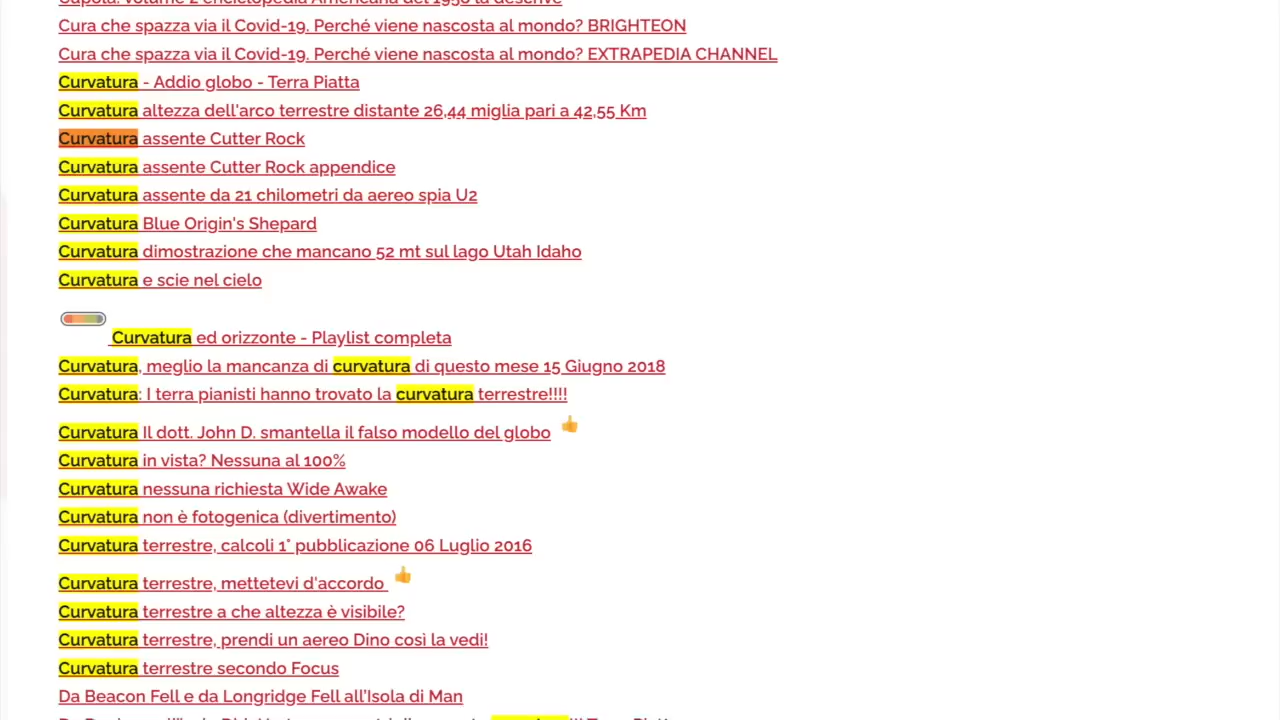 Cupola: volume 2 enciclopedia Americana del 1958 la descrive
Cura che spazza via il Covid-19. Perché viene nascosta al mondo? BRIGHTEON
Cura che spazza via il Covid-19. Perché viene nascosta al mondo? EXTRAPEDIA CHANNEL
Curvatura - Addio globo - Terra Piatta
Curvatura altezza dell'arco terrestre distante 26,44 miglia pari a 42,55 Km
Curvatura assente Cutter Rock
Curvatura assente Cutter Rock appendice
Curvatura assente da 21 chilometri da aereo spia U2
Curvatura Blue Origin's Shepard
Curvatura dimostrazione che mancano 52 mt sul lago Utah Idaho
Curvatura e scie nel cielo
Curvatura ed orizzonte - Playlist completa
Curvatura, meglio la mancanza di curvatura di questo mese 15 Giugno 2018
Curvatura: I terra pianisti hanno trovato la curvatura terrestre!!!!
Curvatura Il dott. John D. smantella il falso modello del globo
Curvatura in vista? Nessuna al 100%
Curvatura nessuna richiesta Wide Awake
Curvatura non è fotogenica (divertimento)
Curvatura terrestre, calcoli 1° pubblicazione 06 Luglio 2016
Curvatura terrestre, mettetevi d'accordo
Curvatura terrestre a che altezza è visibile?
Curvatura terrestre, prendi un aereo Dino così la vedi!
Curvatura terrestre secondo Focus
Da Beacon Fell e da Longridge Fell all'Isola di Man